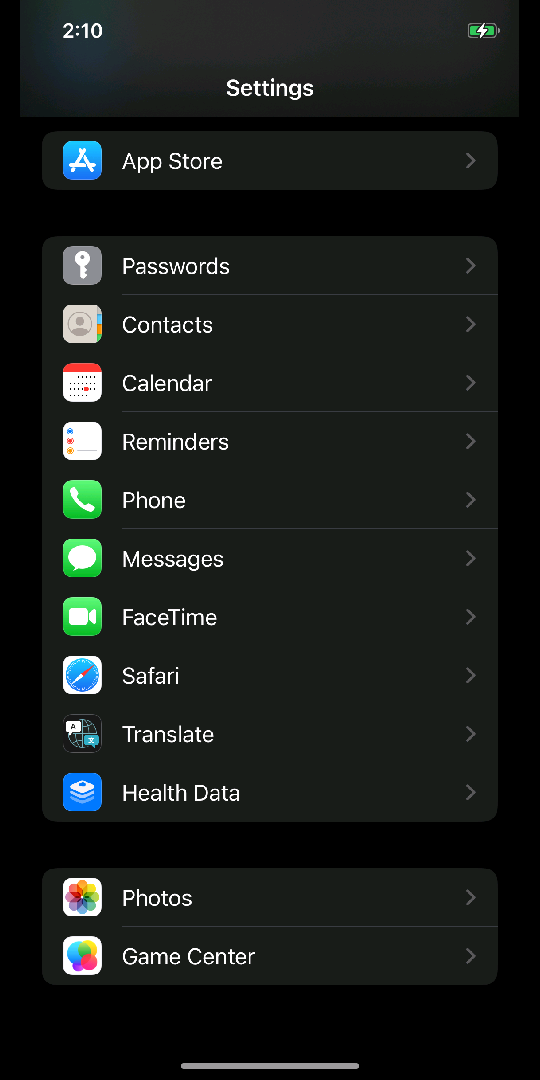 2:10
Settings
App Store
Passwords
Contacts
Calendar
Reminders
Phone
Messages
FaceTime
Safari
Translate
Health Data
Photos
Game Center